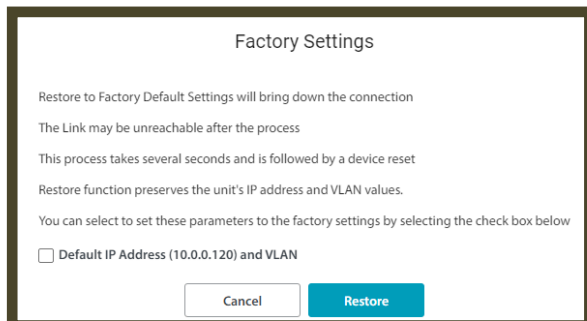 Factory Settings
Restore to Factory Default Settings will bring down the connection
The Link may be unreachable after the process
This process takes several seconds and is followed by a device reset
Restore function preserves the unit's IP address and VLAN values.
You can select to set these parameters to the factory settings by selecting the check box below
Default IP Address (10.0.0.120) and VLAN
Cancel
Restore